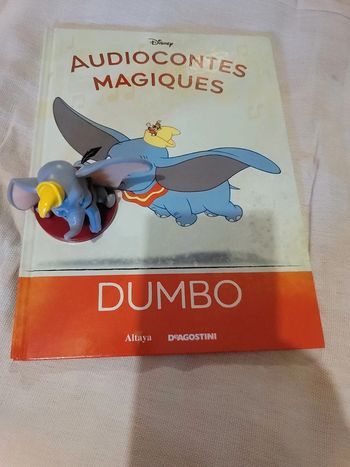 Disney
AUDIOCONTES
MAGIQUES
DUMBO
Altaya DeAGOSTINI